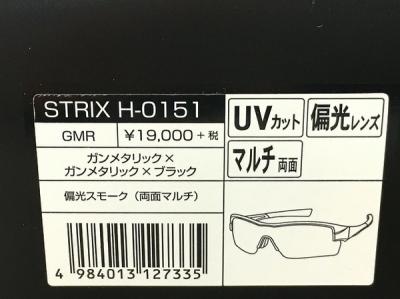 STRIX H-0151
GMR ¥19,000+税
ガンメタリック×
ガンメタリック×ブラック
偏光スモーク（両面マルチ）
4 984013 127335
UVカット
偏光レンズ
マルチ両面